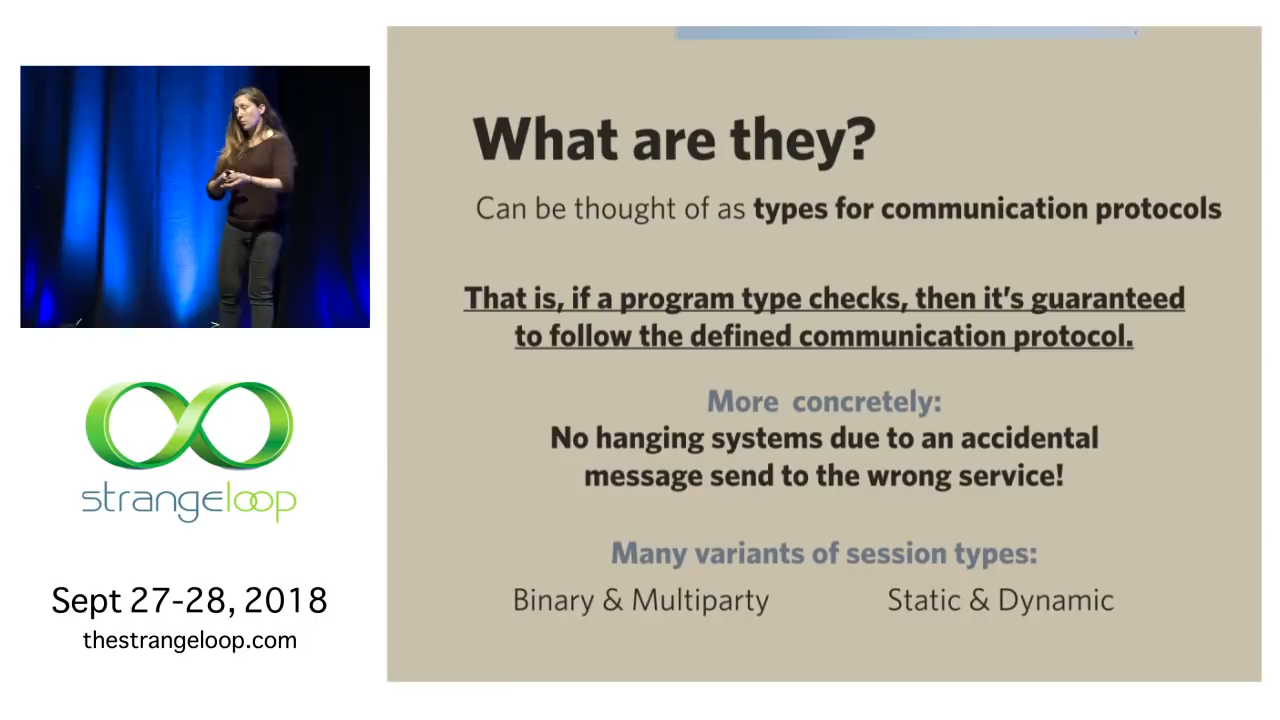 What are they?
Can be thought of as types for communication protocols
That is, if a program type checks, then it's guaranteed
to follow the defined communication protocol.
More concretely:
No hanging systems due to an accidental
message send to the wrong service!
Many variants of session types:
Binary & Multiparty
Static & Dynamic
strangeloop
Sept 27-28, 2018
thestrangeloop.com